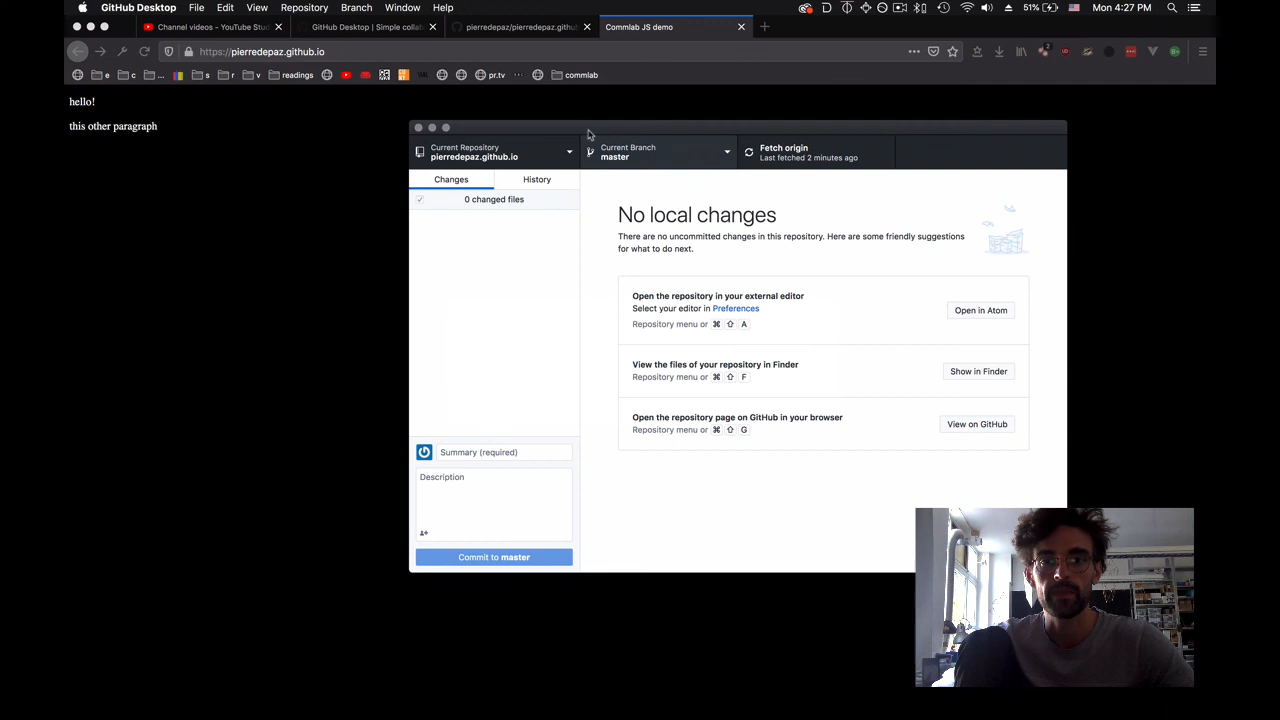 GitHub Desktop File Edit View Repository Branch Window Help
51% Mon 4:27 PM
Channel videos - YouTube Stu
GitHub Desktop | Simple collab
pierredepaz/pierredepaz.github
Commlab JS demo
https://pierredepaz.github.io
e c ... s r v readings pr.tv commlab
hello!
this other paragraph
Current Repository
pierredepaz.github.io
Current Branch
master
Fetch origin
Last fetched 2 minutes ago
Changes
History
0 changed files
No local changes
There are no uncommitted changes in this repository. Here are some friendly suggestions
for what to do next.
Open the repository in your external editor
Select your editor in Preferences
Repository menu or ⌘ ⇧ A
Open in Atom
View the files of your repository in Finder
Repository menu or ⌘ ⇧ F
Show in Finder
Open the repository page on GitHub in your browser
Repository menu or ⌘ ⇧ G
View on GitHub
Summary (required)
Description
Commit to master